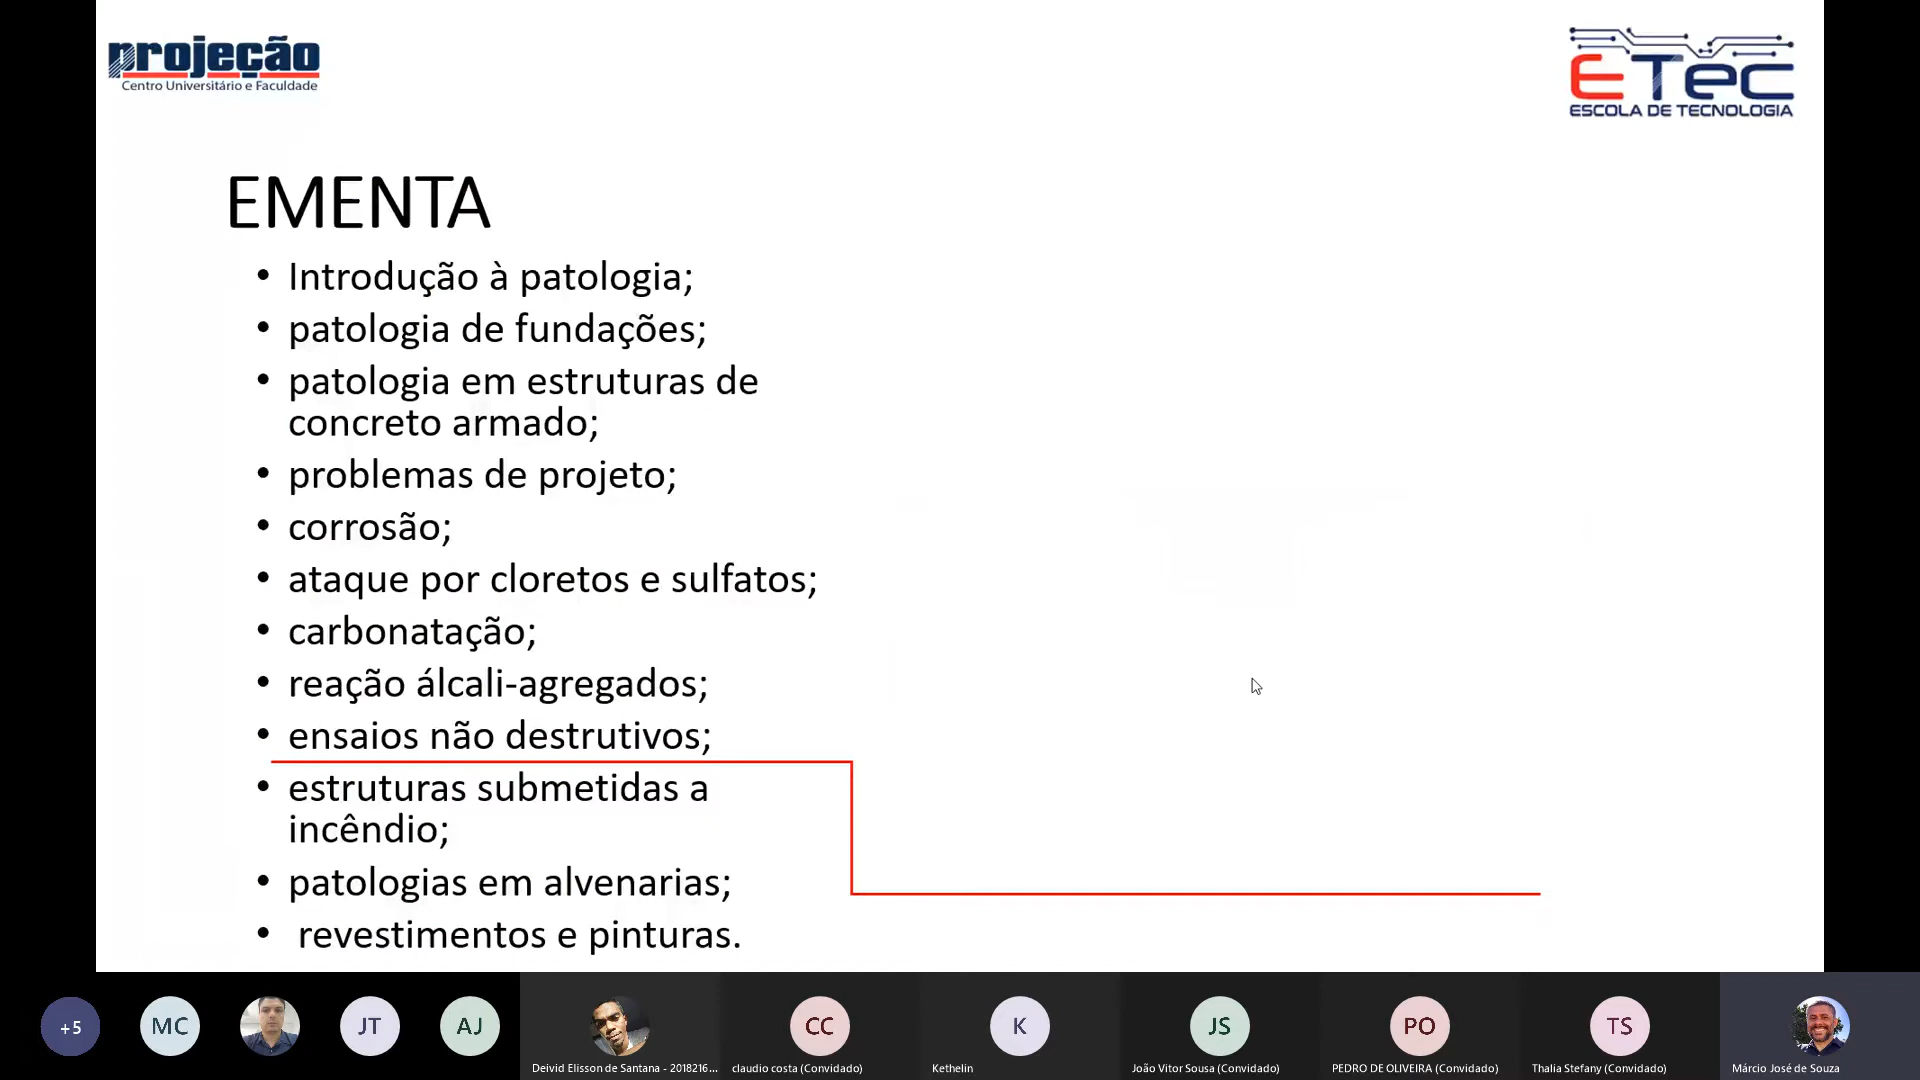 projeção
Centro Universitário e Faculdade
ETec
ESCOLA DE TECNOLOGIA
EMENTA
• Introdução à patologia;
• patologia de fundações;
• patologia em estruturas de
concreto armado;
• problemas de projeto;
• corrosão;
• ataque por cloretos e sulfatos;
• carbonatação;
• reação álcali-agregados;
• ensaios não destrutivos;
• estruturas submetidas a
incêndio;
• patologias em alvenarias;
• revestimentos e pinturas.
+5
MC
JT
AJ
Deivid Elisson de Santana - 2018216...
CC
claudio costa (Convidado)
K
Kethelin
JS
João Vitor Sousa (Convidado)
PO
PEDRO DE OLIVEIRA (Convidado)
TS
Thalia Stefany (Convidado)
Márcio José de Souza